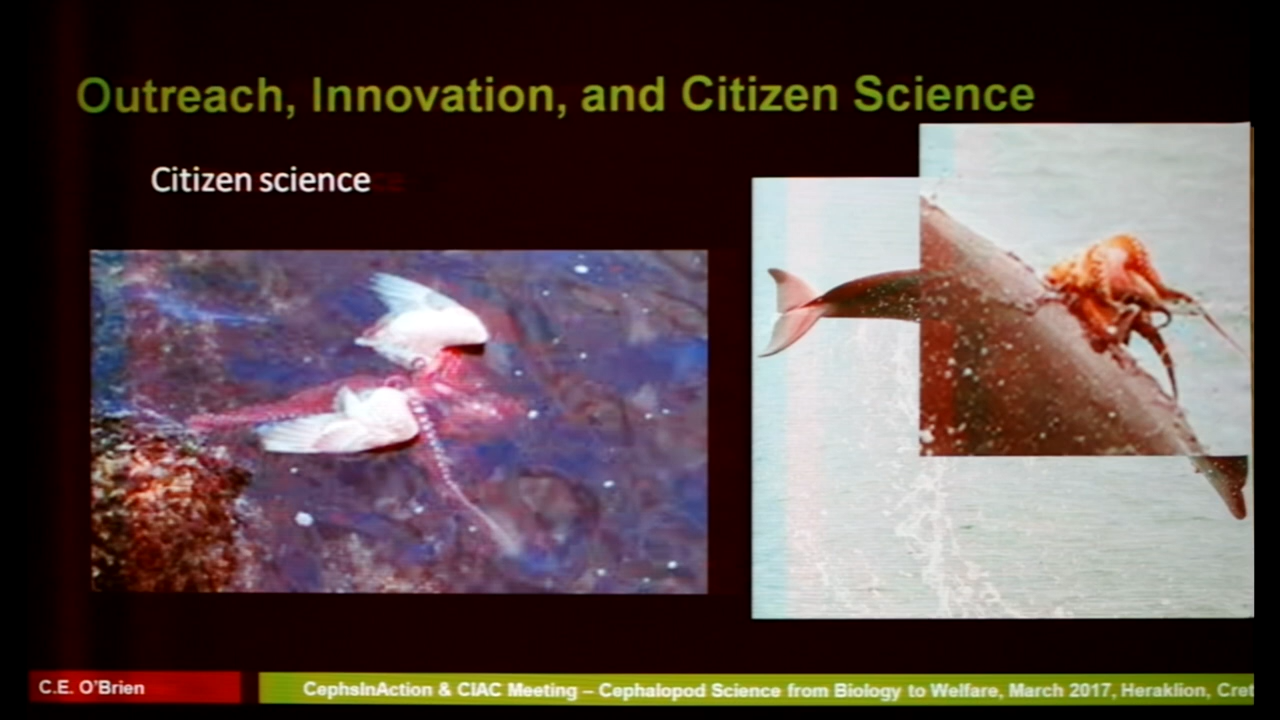 Outreach, Innovation, and Citizen Science
Citizen science
C.E. O'Brien
CephsInAction & CIAC Meeting – Cephalopod Science from Biology to Welfare, March 2017, Heraklion, Cret